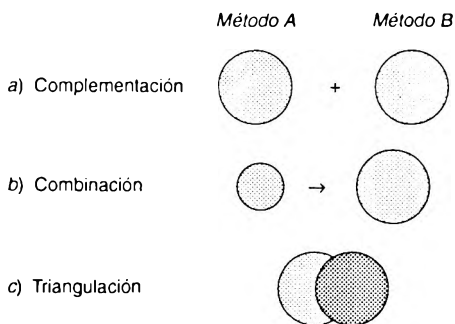 Método A Método B
a) Complementación +
b) Combinación →
c) Triangulación